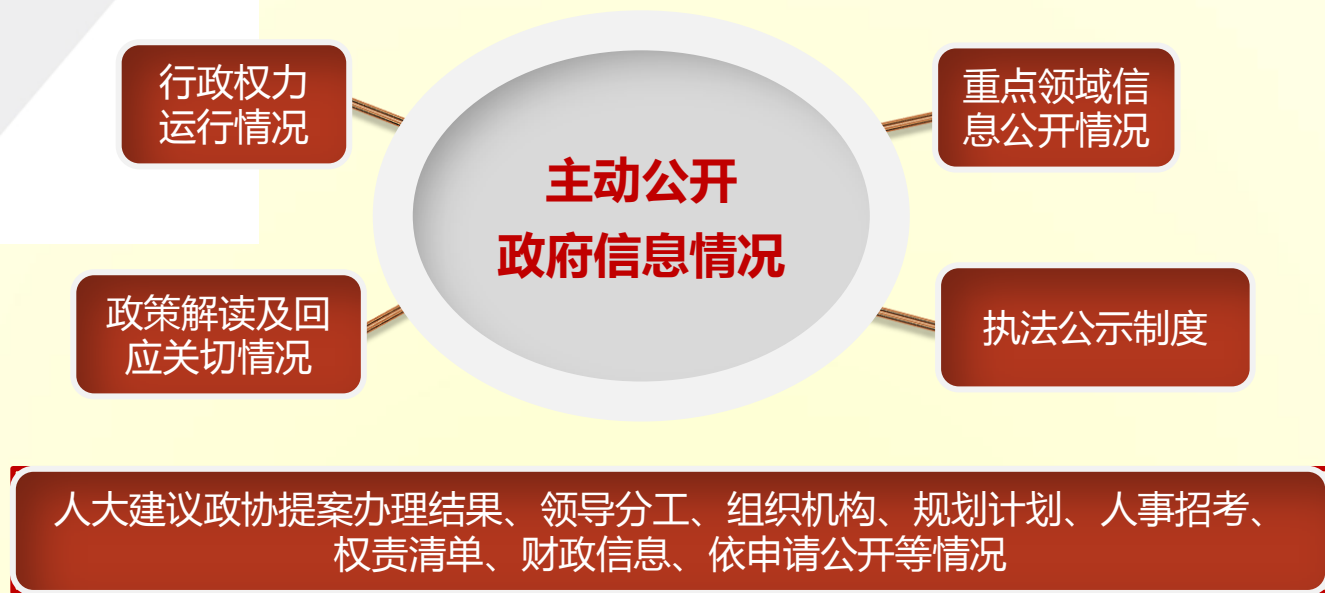 行政权力
运行情况
重点领域信
息公开情况
主动公开
政府信息情况
政策解读及回
应关切情况
执法公示制度
人大建议政协提案办理结果、领导分工、组织机构、规划计划、人事招考、
权责清单、财政信息、依申请公开等情况